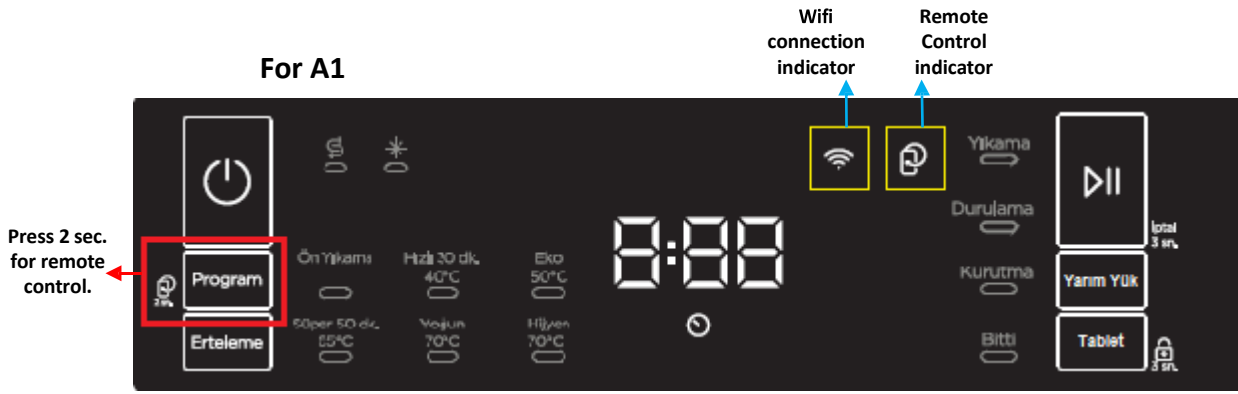 Wifi
connection
indicator
Remote
Control
indicator
For A1
Press 2 sec.
for remote
control.
2 sn.
Program
Erteleme
Ön Yıkama
Hızlı 30 dk.
40°C
Eko
50°C
Süper 50 dk.
65°C
Yoğun
70°C
Hijyen
70°C
8:88
Yıkama
Durulama
Kurutma
Bitti
İptal
3 sn.
Yarım Yük
Tablet
3 sn.